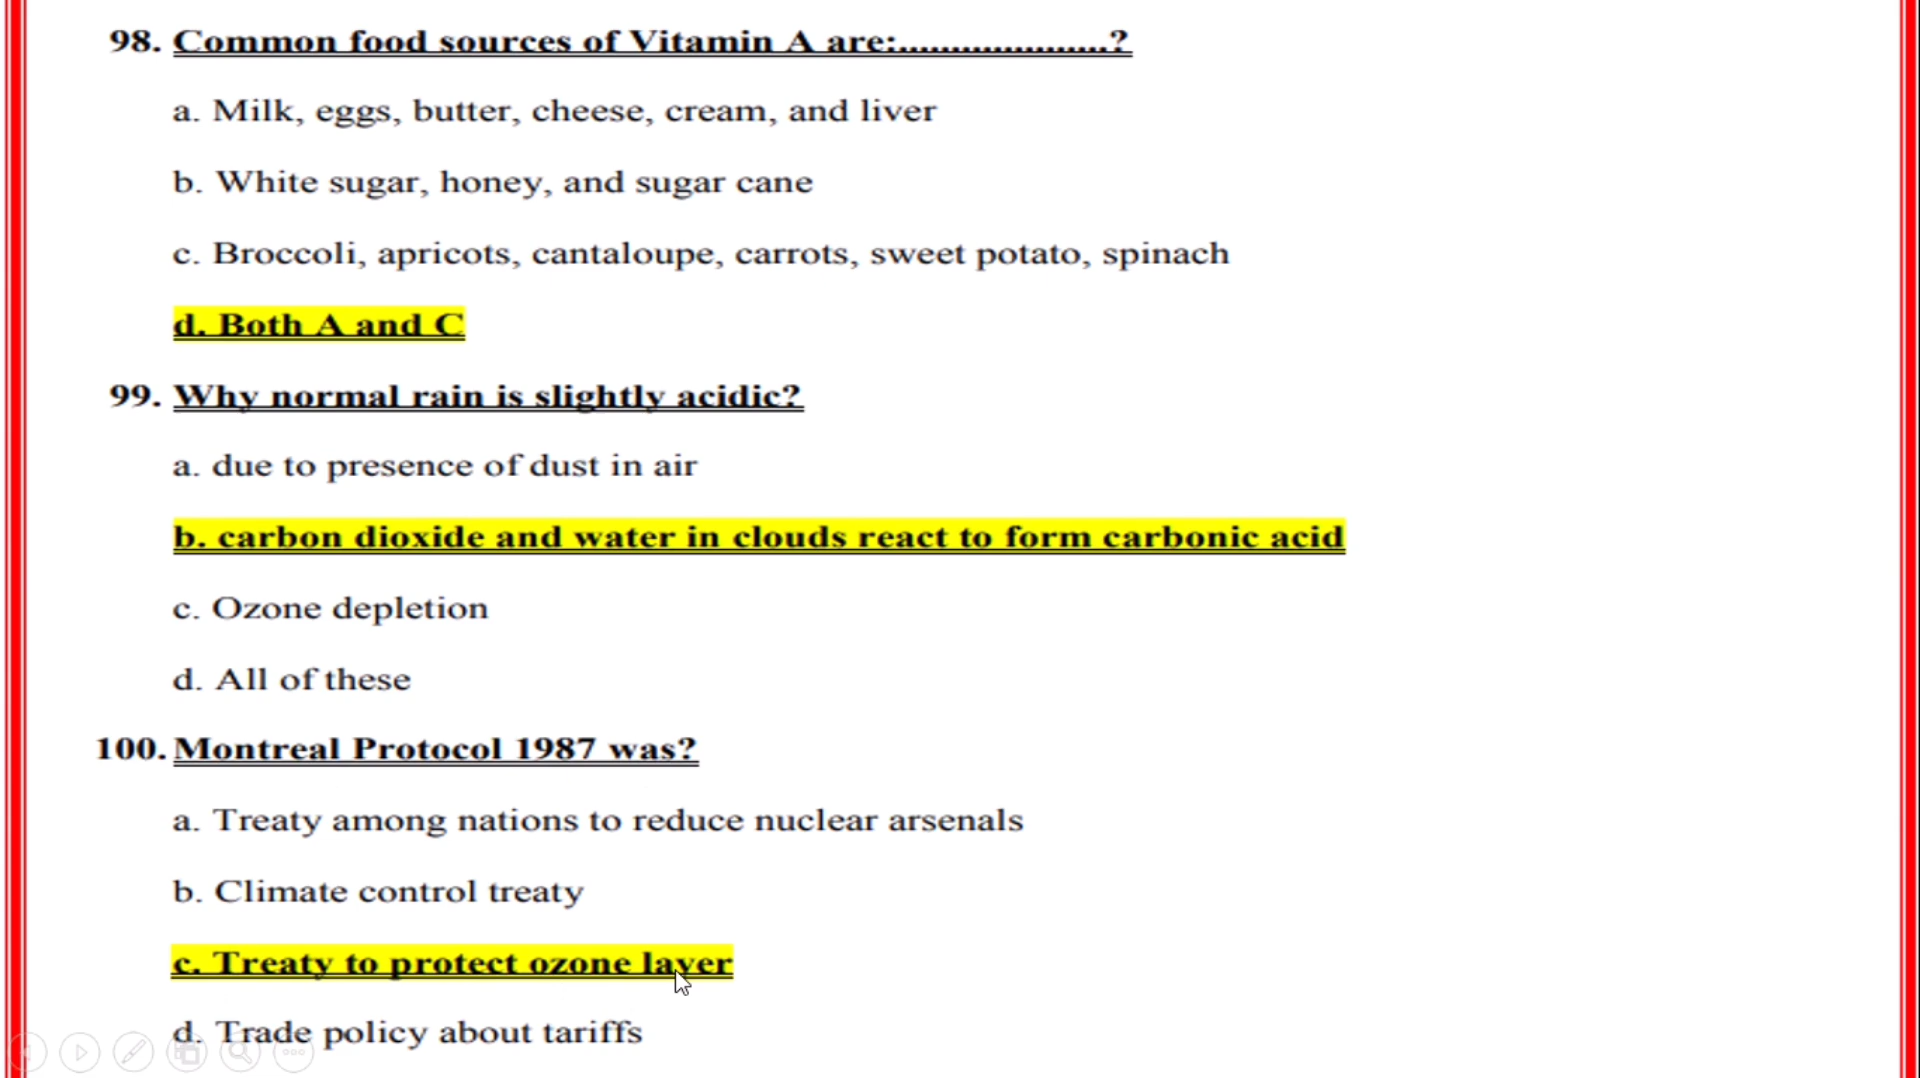 98. Common food sources of Vitamin A are:....................?
a. Milk, eggs, butter, cheese, cream, and liver
b. White sugar, honey, and sugar cane
c. Broccoli, apricots, cantaloupe, carrots, sweet potato, spinach
d. Both A and C
99. Why normal rain is slightly acidic?
a. due to presence of dust in air
b. carbon dioxide and water in clouds react to form carbonic acid
c. Ozone depletion
d. All of these
100. Montreal Protocol 1987 was?
a. Treaty among nations to reduce nuclear arsenals
b. Climate control treaty
c. Treaty to protect ozone layer
d. Trade policy about tariffs